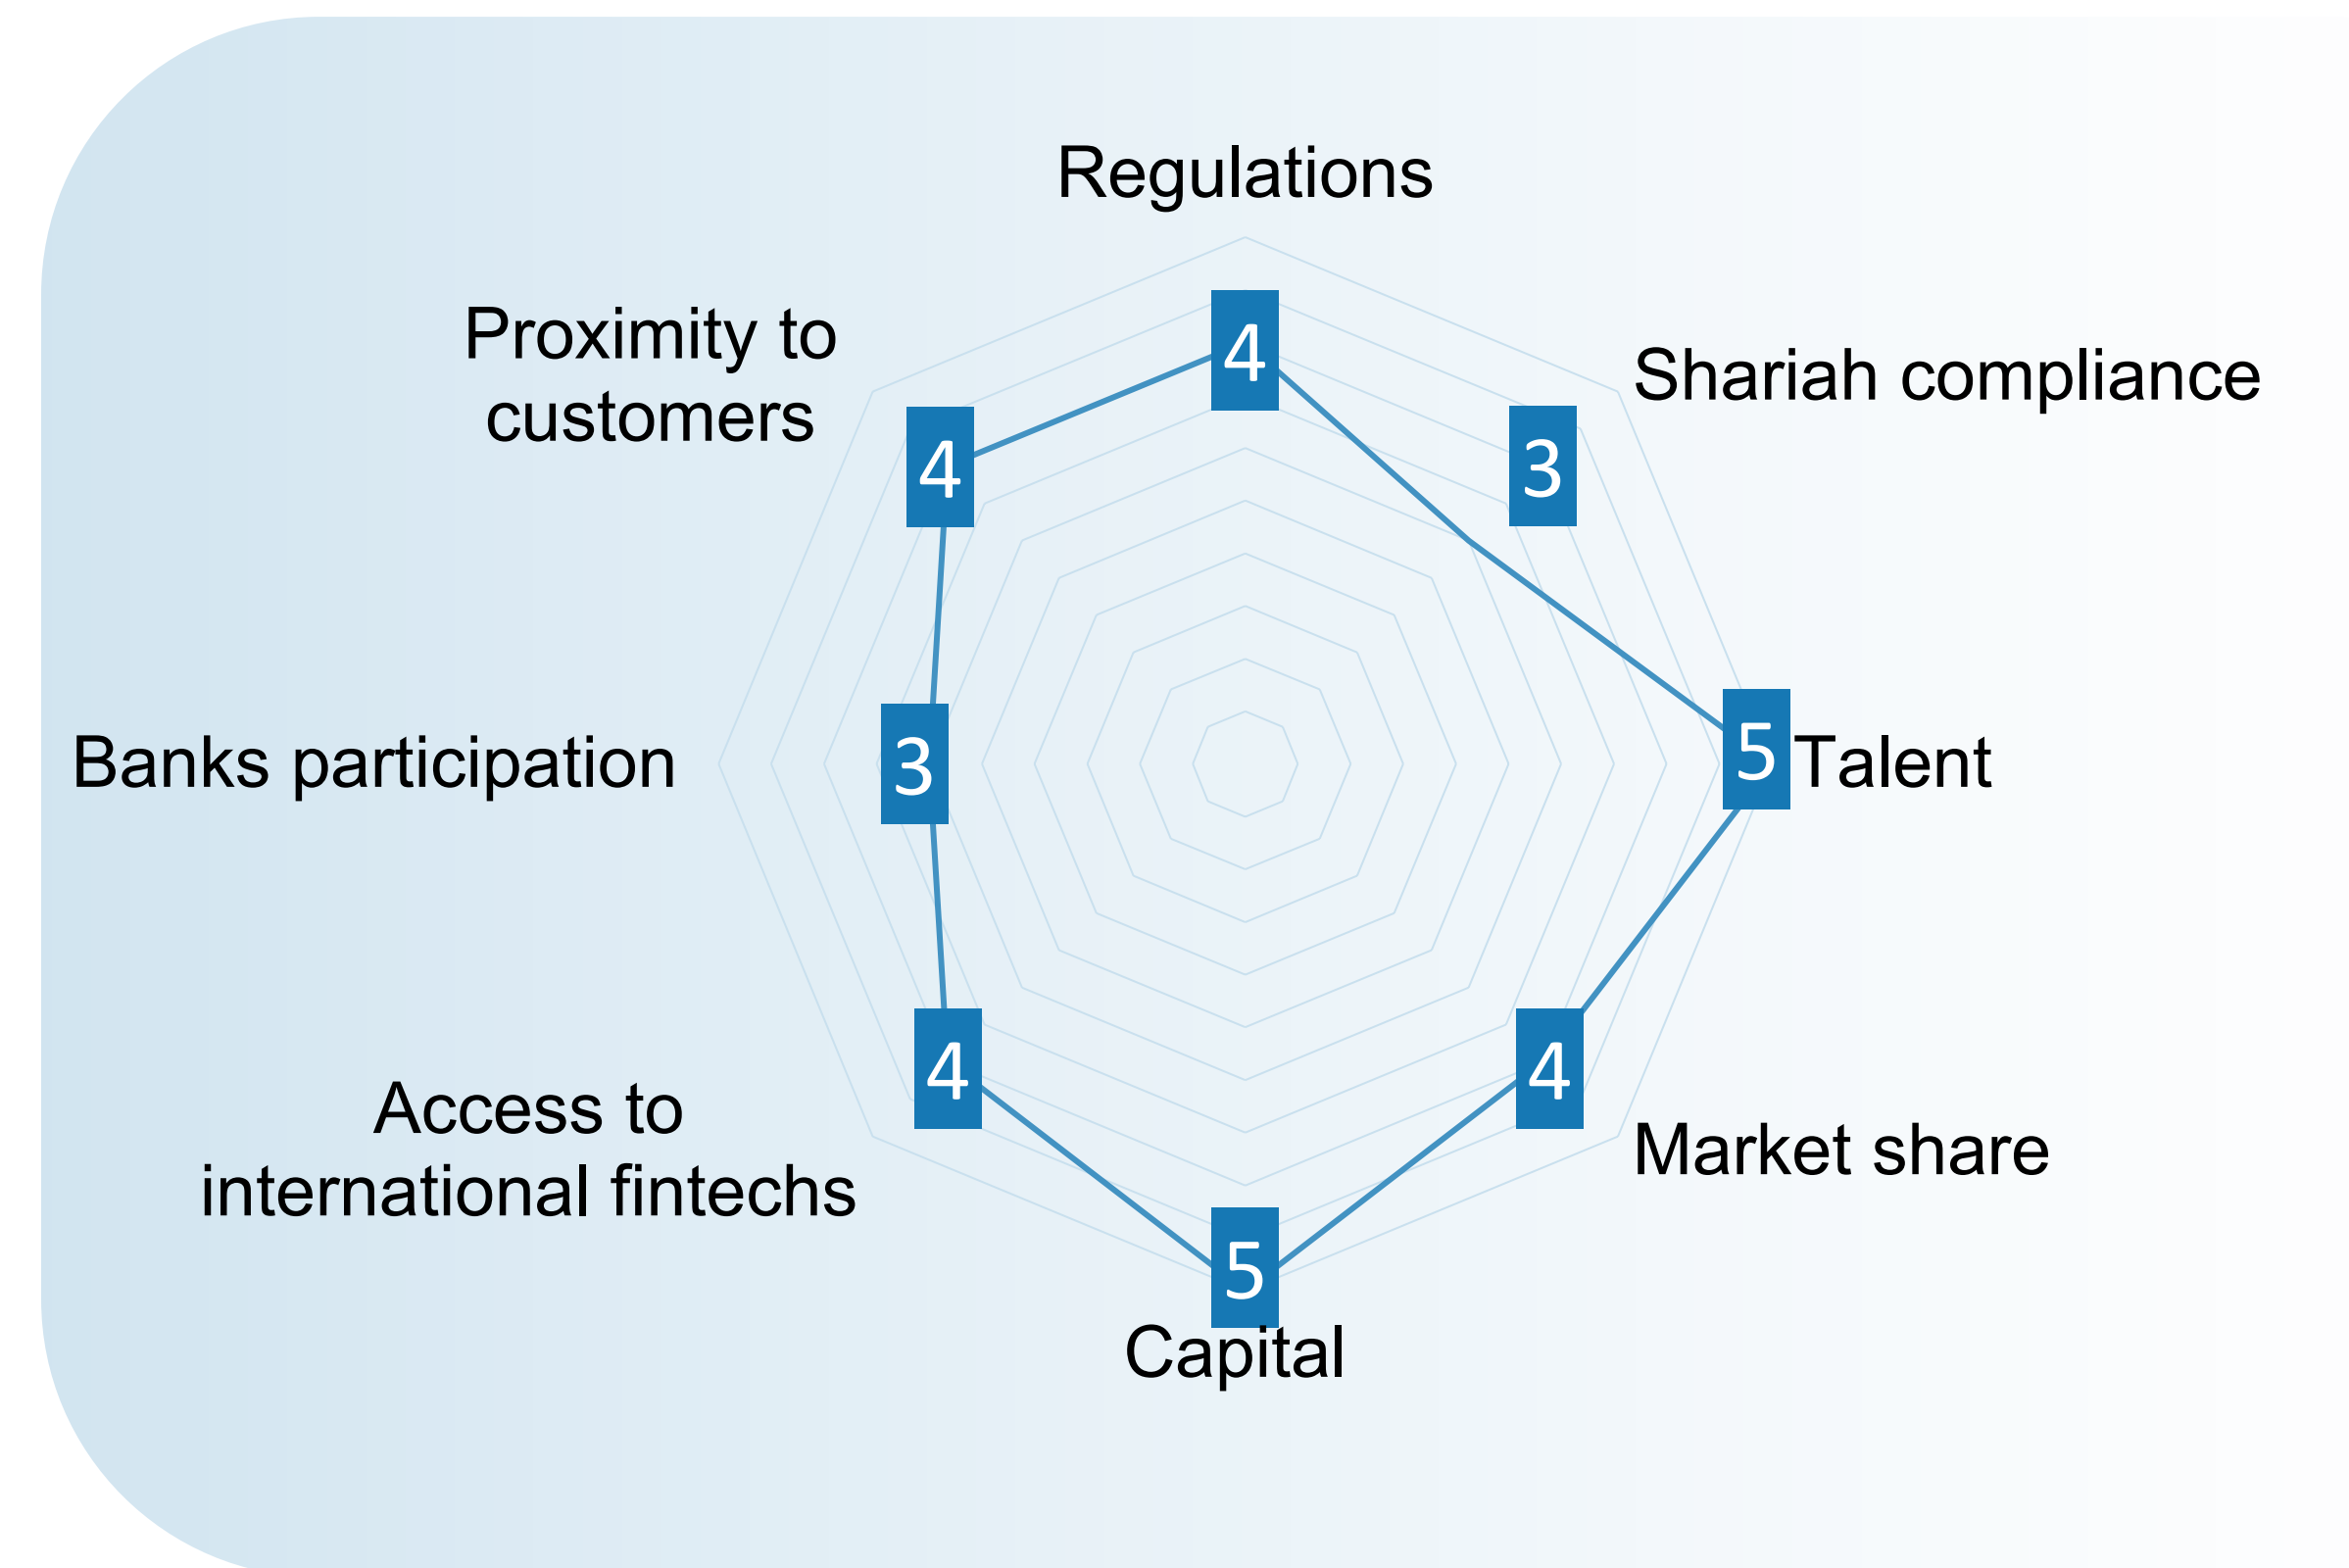 Regulations
4
Proximity to
customers
4
Shariah compliance
3
Banks participation
3
5
Talent
Access to
international fintechs
4
4
Market share
5
Capital